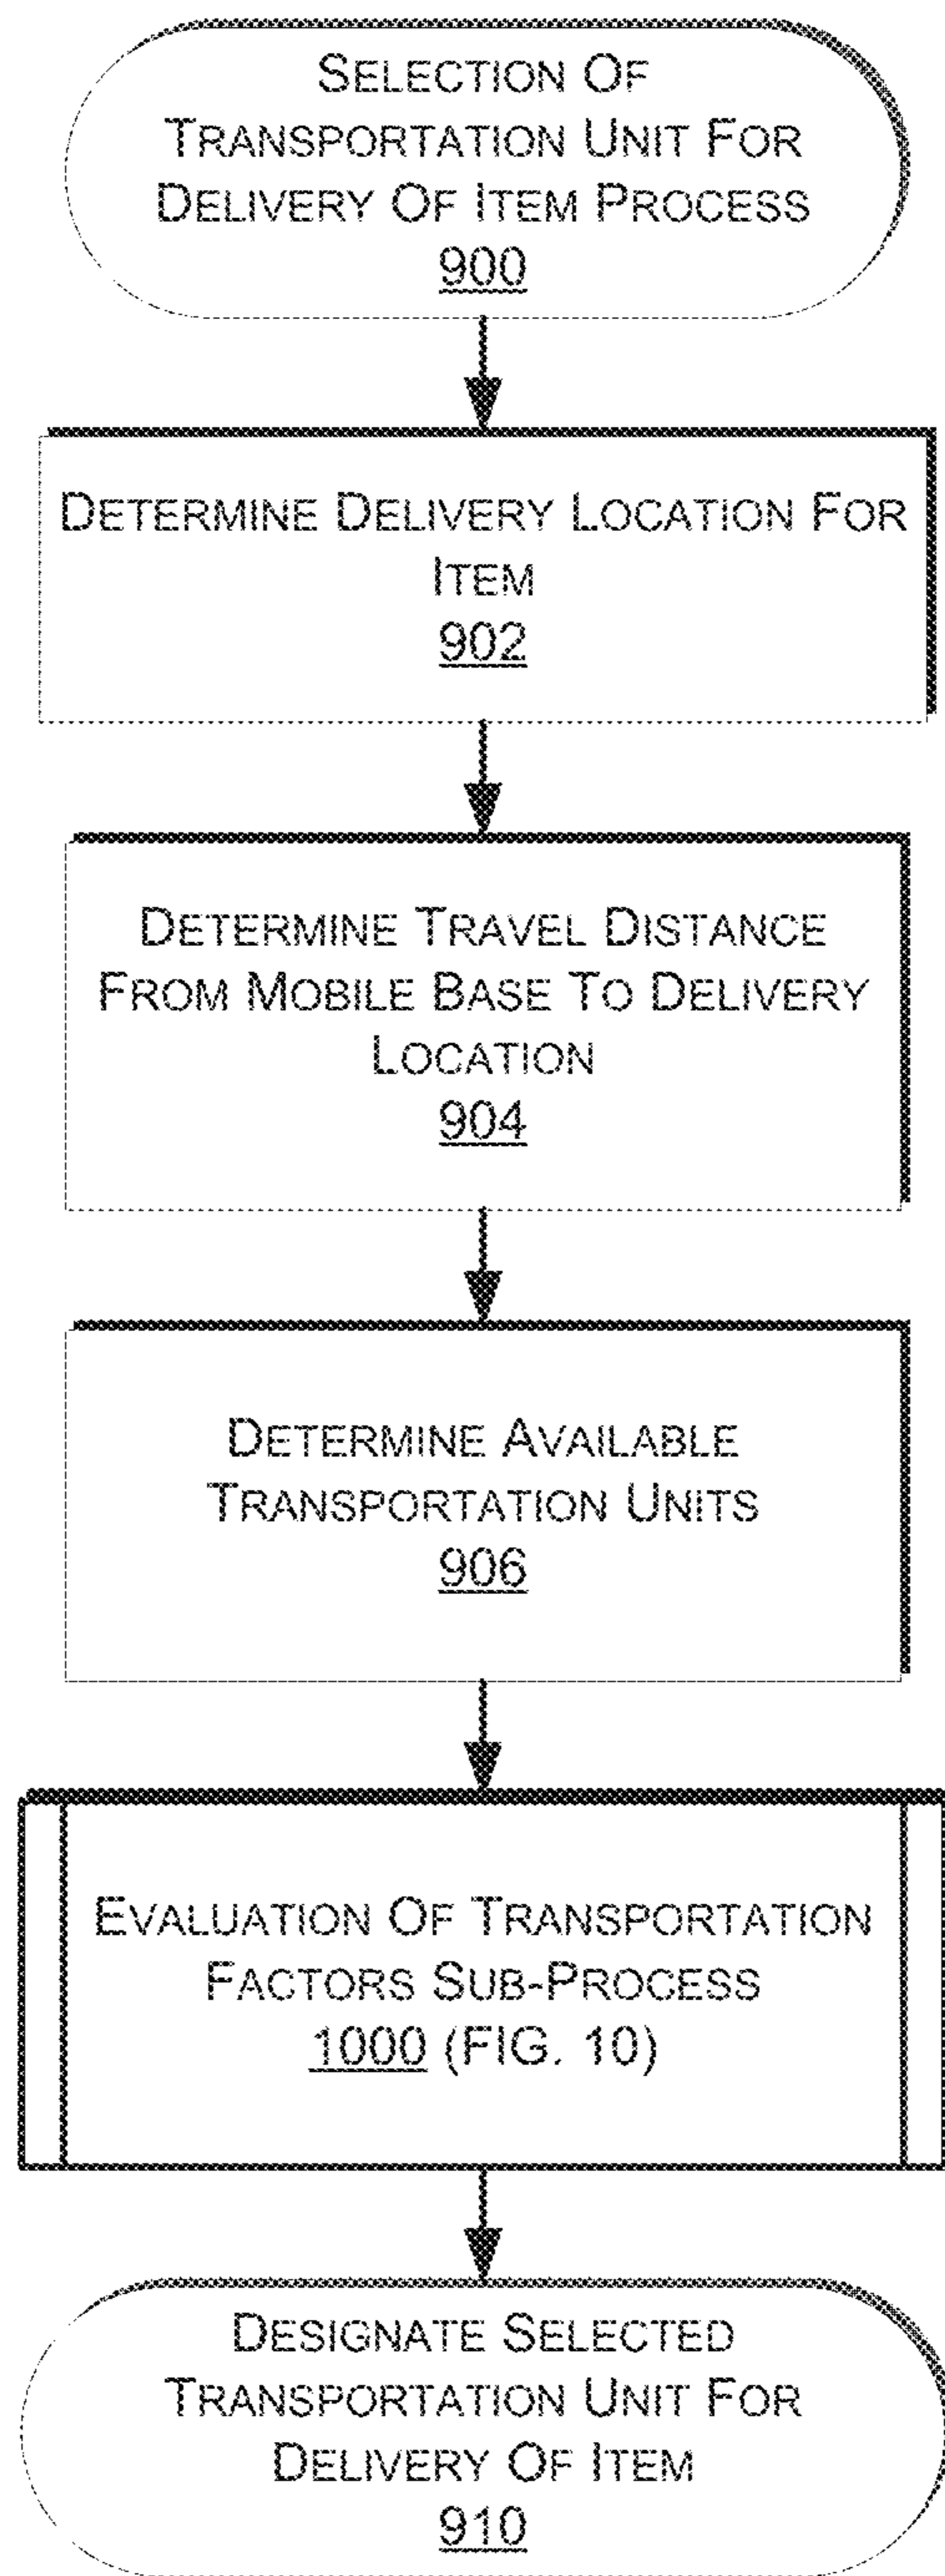 SELECTION OF
TRANSPORTATION UNIT FOR
DELIVERY OF ITEM PROCESS
900
DETERMINE DELIVERY LOCATION FOR
ITEM
902
DETERMINE TRAVEL DISTANCE
FROM MOBILE BASE TO DELIVERY
LOCATION
904
DETERMINE AVAILABLE
TRANSPORTATION UNITS
906
EVALUATION OF TRANSPORTATION
FACTORS SUB-PROCESS
1000 (FIG. 10)
DESIGNATE SELECTED
TRANSPORTATION UNIT FOR
DELIVERY OF ITEM
910